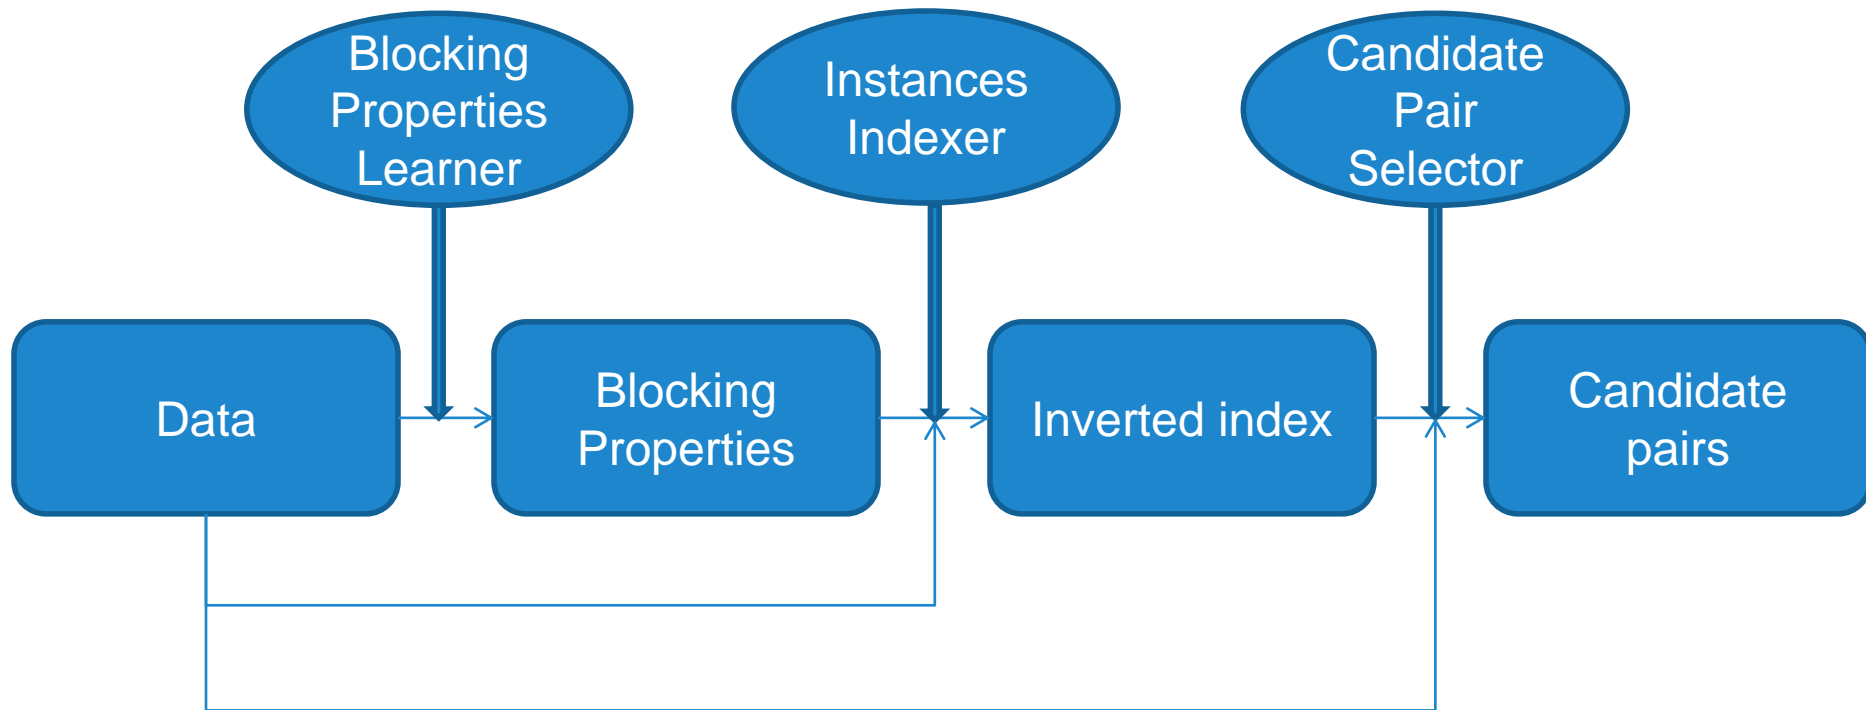 Blocking
Properties
Learner
Instances
Indexer
Candidate
Pair
Selector
Data
Blocking
Properties
Inverted index
Candidate
pairs